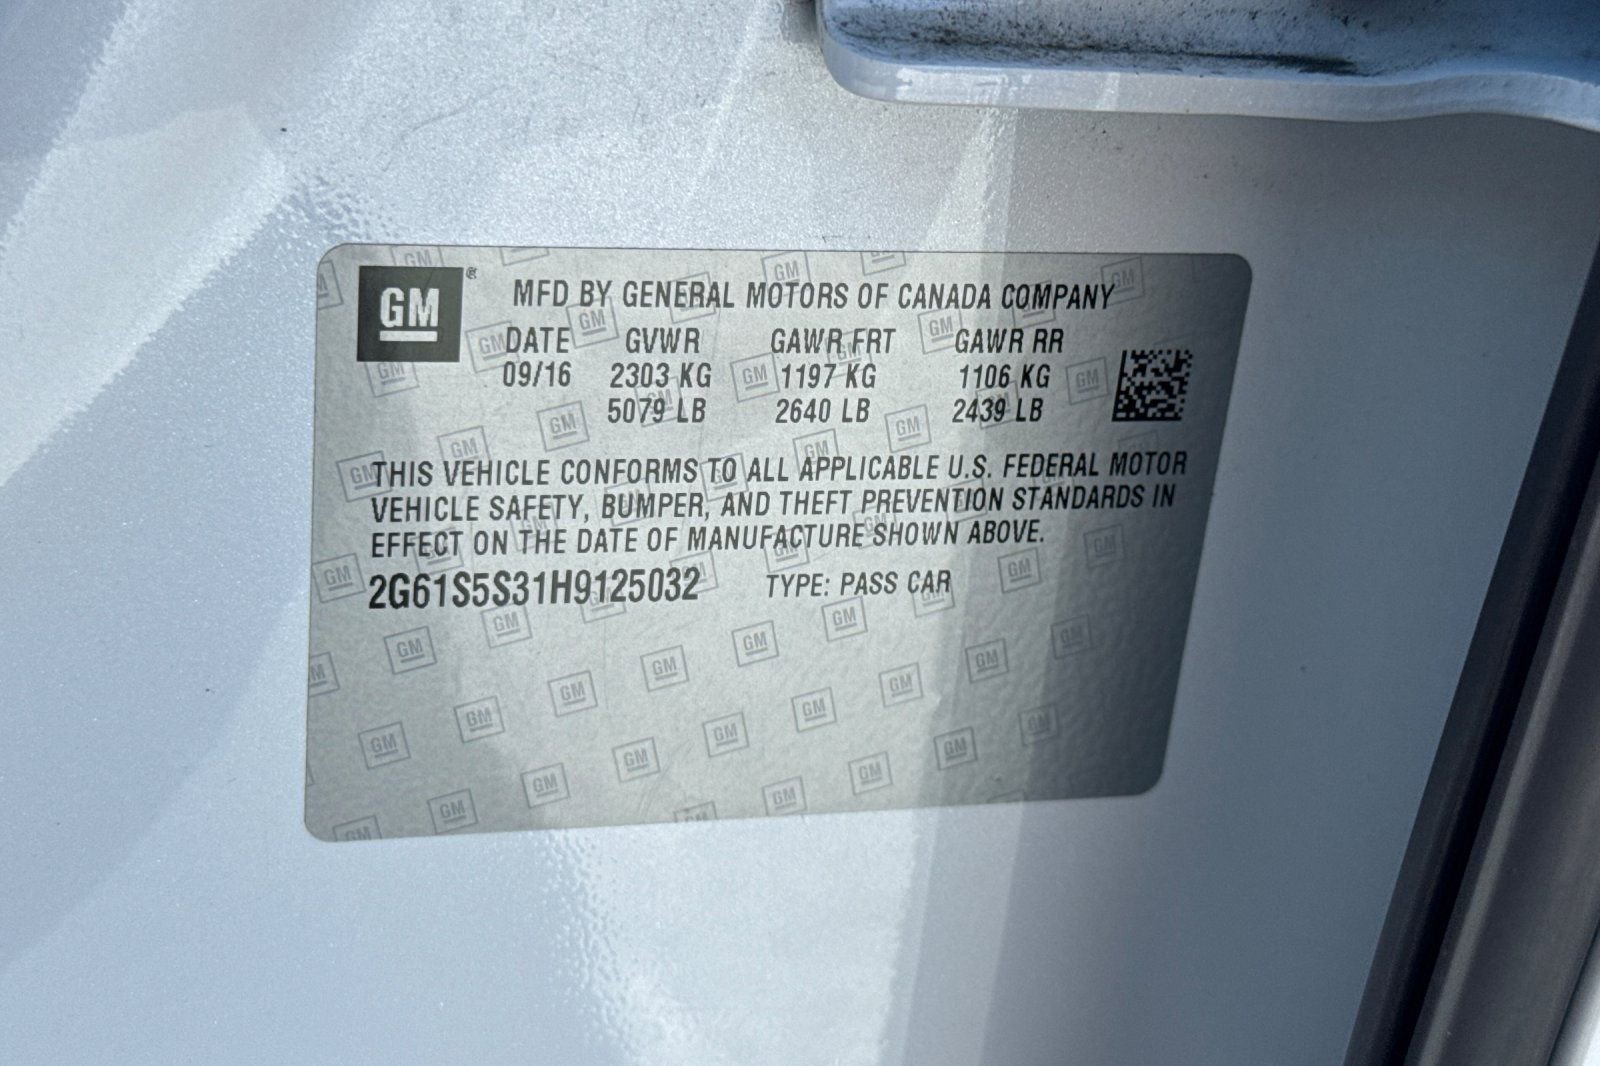 GM
MFD BY GENERAL MOTORS OF CANADA COMPANY
DATE GVWR GAWR FRT GAWR RR
09/16 2303 KG 1197 KG 1106 KG
5079 LB 2640 LB 2439 LB
THIS VEHICLE CONFORMS TO ALL APPLICABLE U.S. FEDERAL MOTOR
VEHICLE SAFETY, BUMPER, AND THEFT PREVENTION STANDARDS IN
EFFECT ON THE DATE OF MANUFACTURE SHOWN ABOVE.
2G61S5S31H9125032 TYPE: PASS CAR